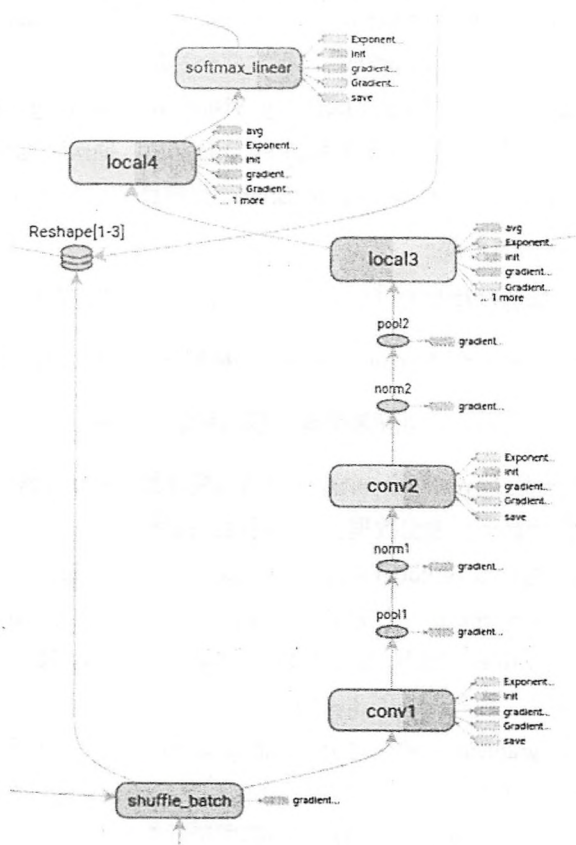 Exponent...
init
gradient...
Gradient...
save
softmax_linear
avg
Exponent...
init
gradient...
Gradient...
... 1 more
local4
Reshape[1-3]
avg
Exponent...
init
gradient...
Gradient...
... 1 more
local3
pool2
gradient...
norm2
gradient...
Exponent...
init
gradient...
Gradient...
save
conv2
norm1
gradient...
pool1
gradient...
Exponent...
init
gradient...
Gradient...
save
conv1
shuffle_batch
gradient...